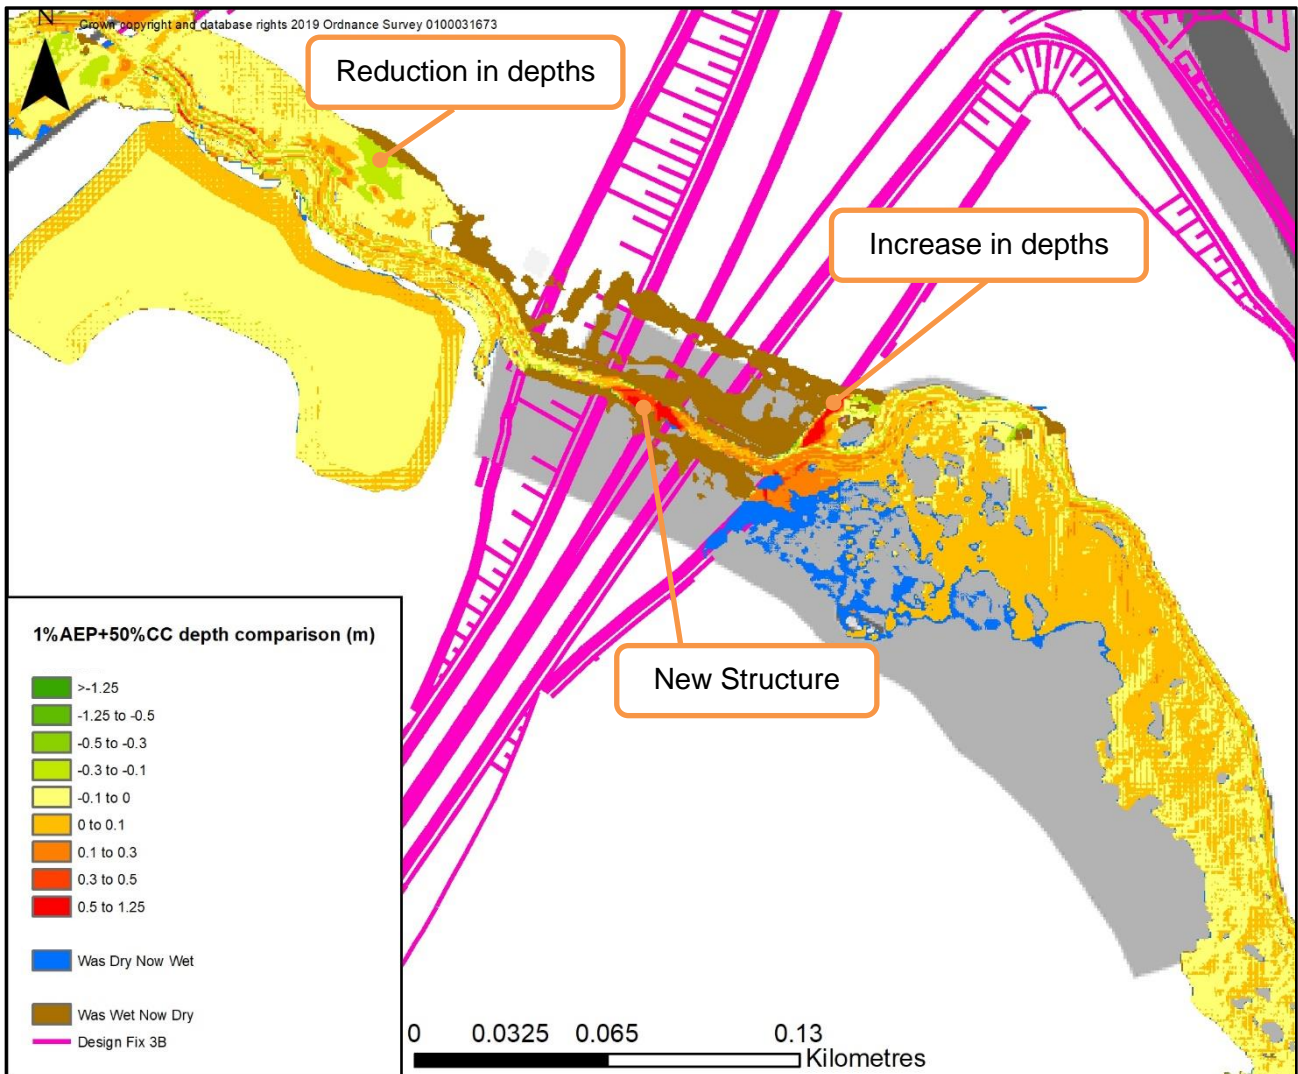 N Crown copyright and database rights 2019 Ordnance Survey 0100031673
Reduction in depths
Increase in depths
New Structure
1%AEP+50%CC depth comparison (m)
>-1.25
-1.25 to -0.5
-0.5 to -0.3
-0.3 to -0.1
-0.1 to 0
0 to 0.1
0.1 to 0.3
0.3 to 0.5
0.5 to 1.25
Was Dry Now Wet
Was Wet Now Dry
Design Fix 3B
0 0.0325 0.065 0.13
Kilometres